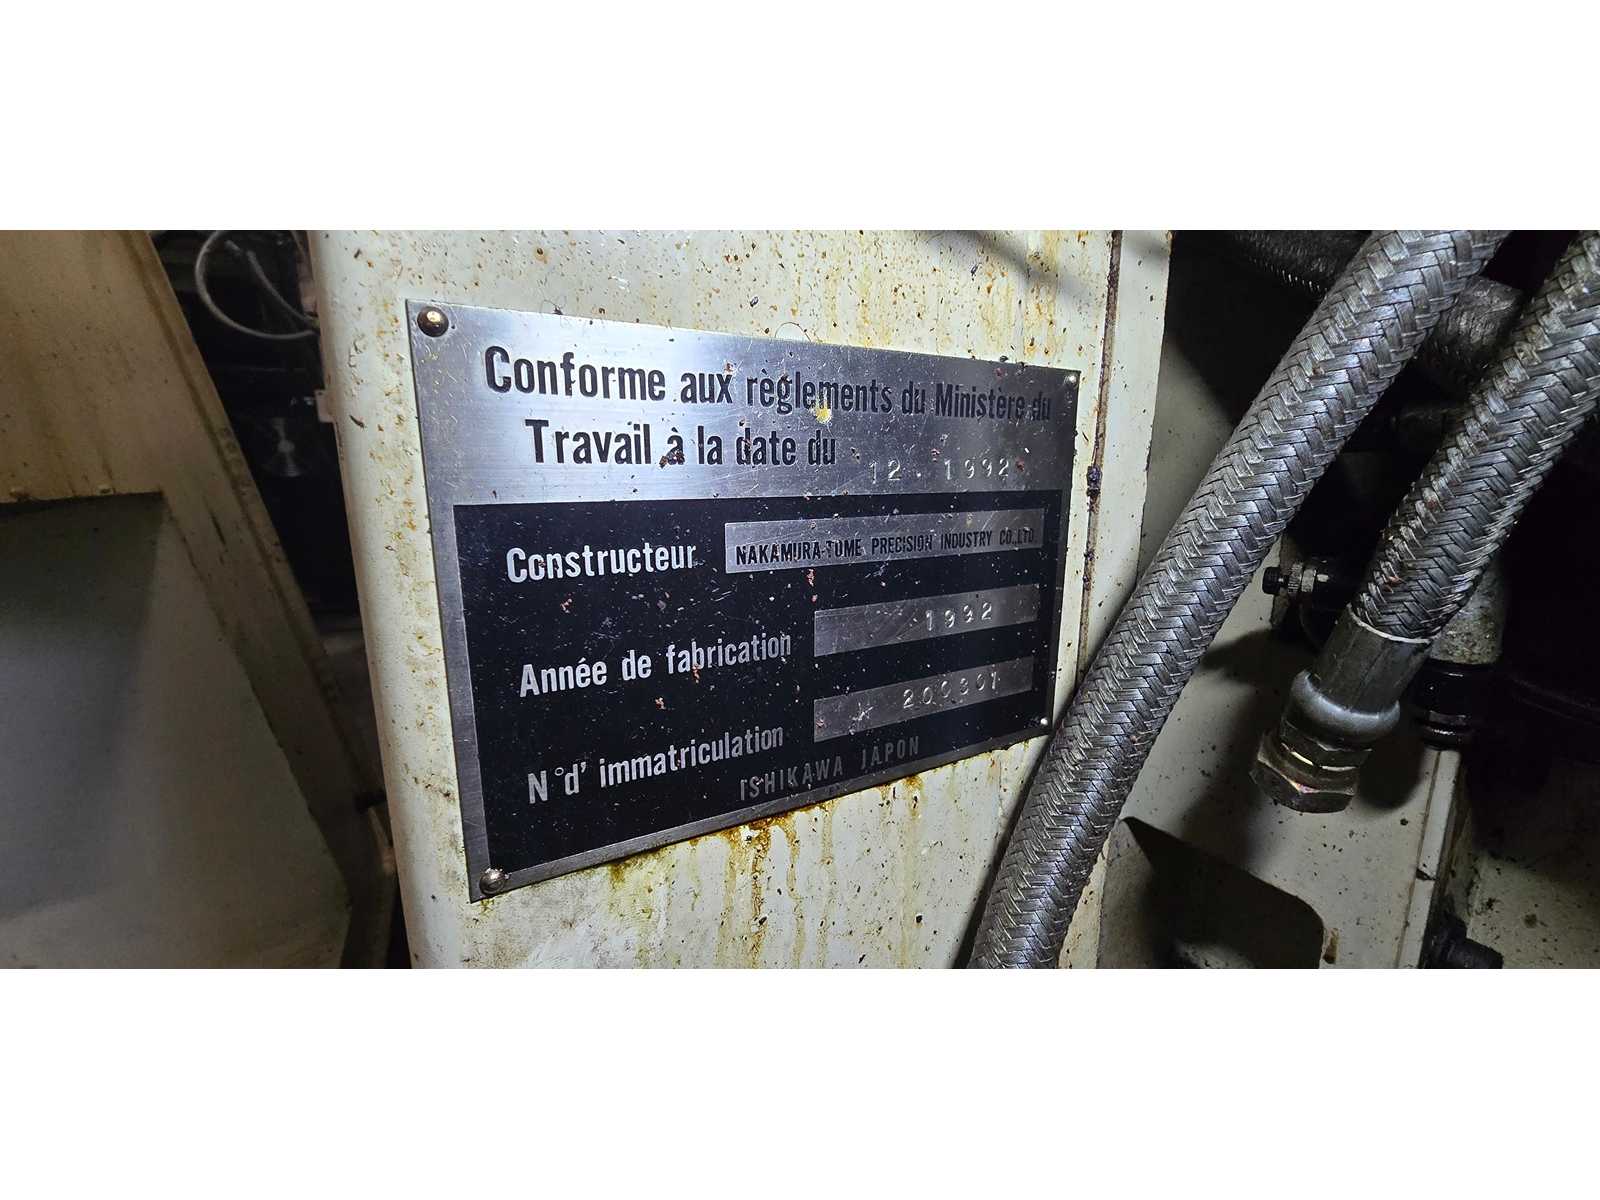 Conforme aux règlements du Ministère du
Travail à la date du 12.1992
Constructeur NAKAMURA-TOME PRECISION INDUSTRY CO.,LTD.
Année de fabrication 1992
N°d' immatriculation 200301
ISHIKAWA JAPON